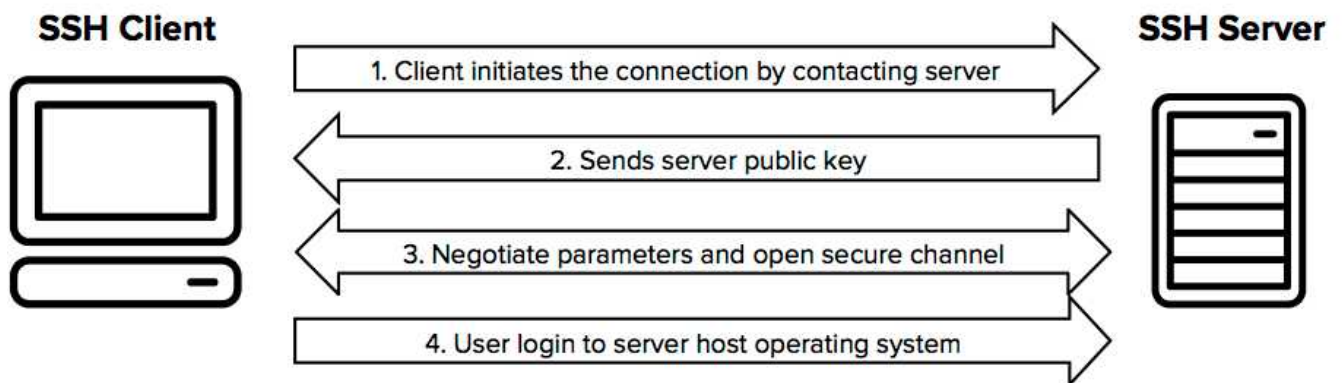 SSH Client
SSH Server
1. Client initiates the connection by contacting server
2. Sends server public key
3. Negotiate parameters and open secure channel
4. User login to server host operating system